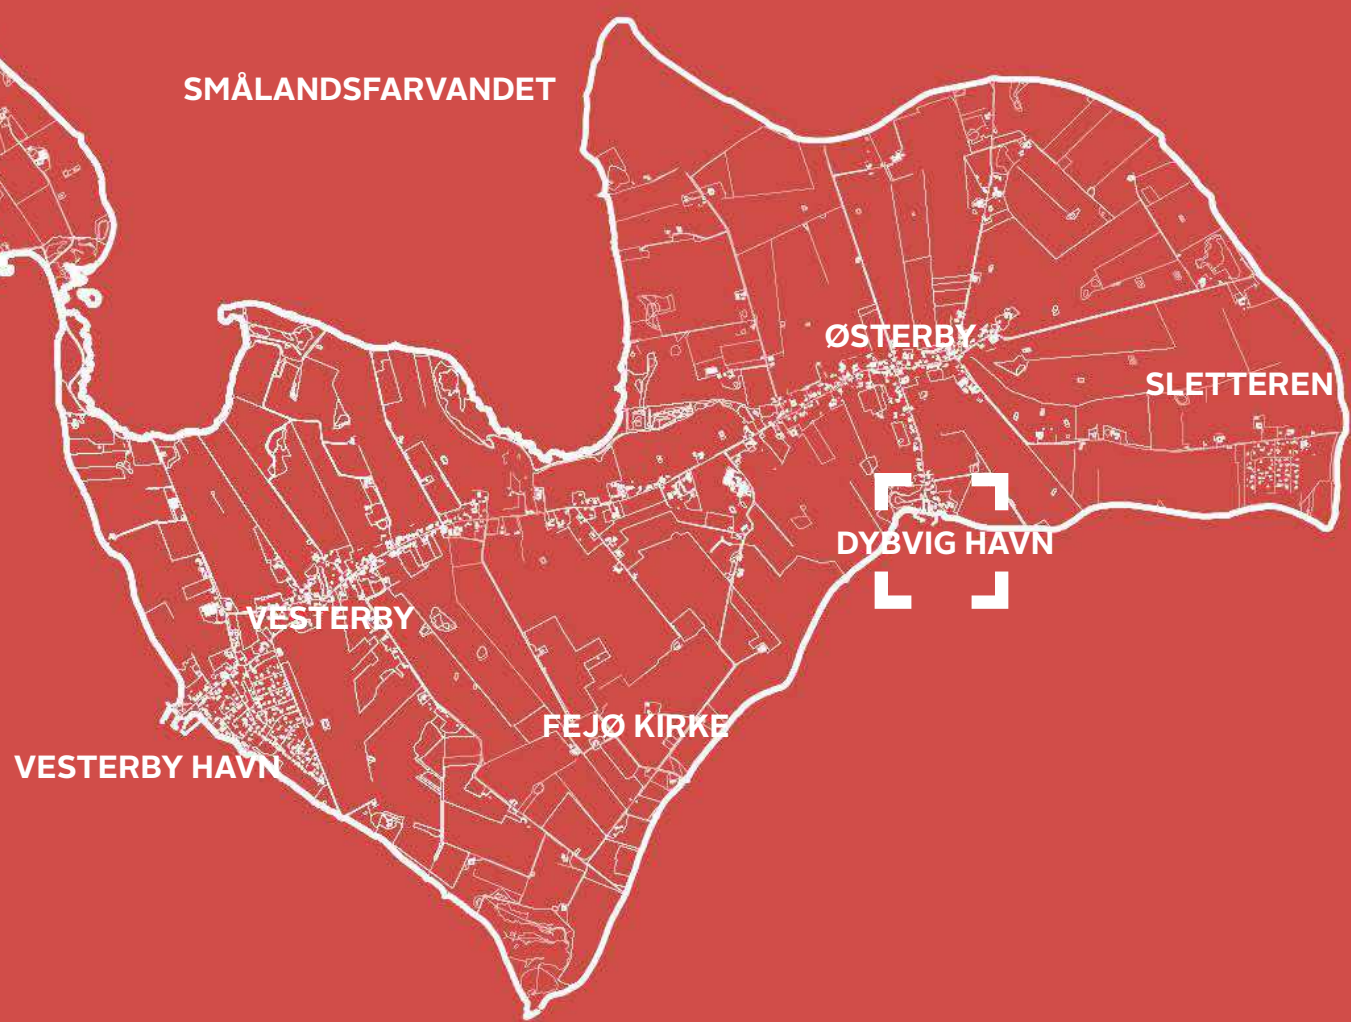 SMÅLANDSFARVANDET
ØSTERBY
SLETTEREN
DYBVIG HAVN
VESTERBY
FEJØ KIRKE
VESTERBY HAVN